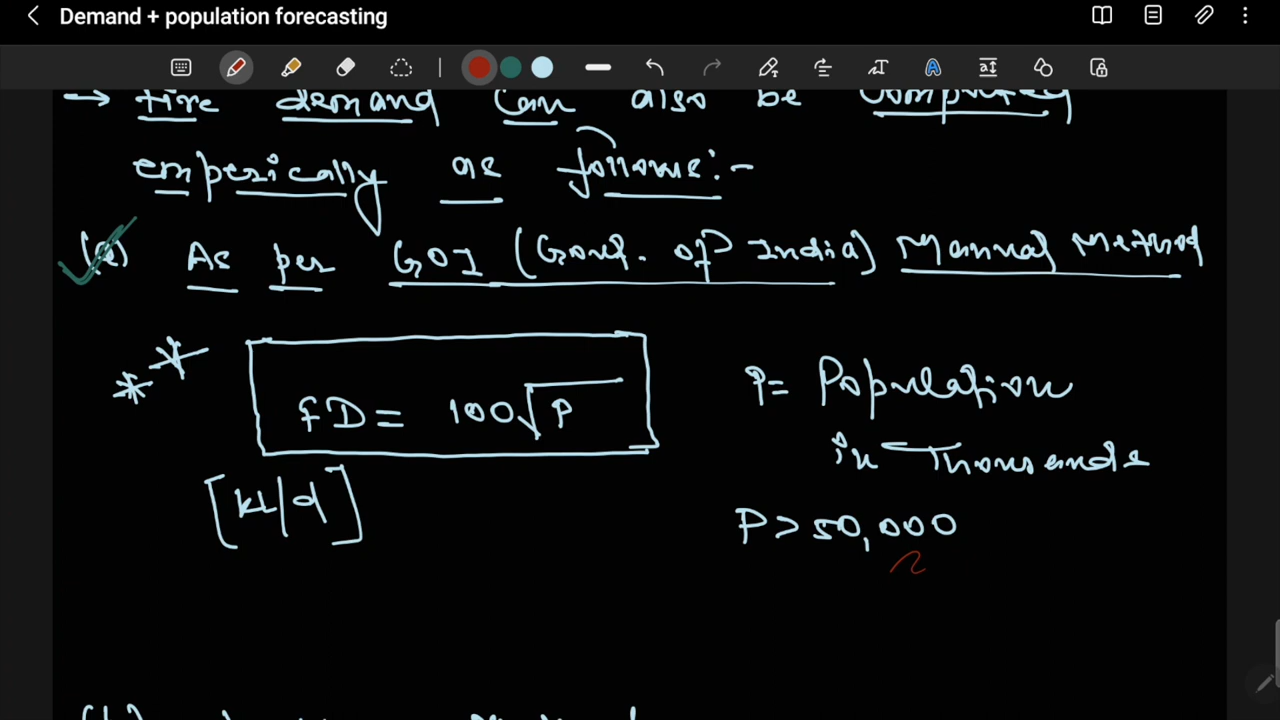 Demand + population forecasting
→ fire demand can also be computed
emperically as follows:-
(a) As per GOI (Govt. of India) Mannal Method
** FD = 100√P
[kL/d]
P = Population
in Thousands
P > 50,000